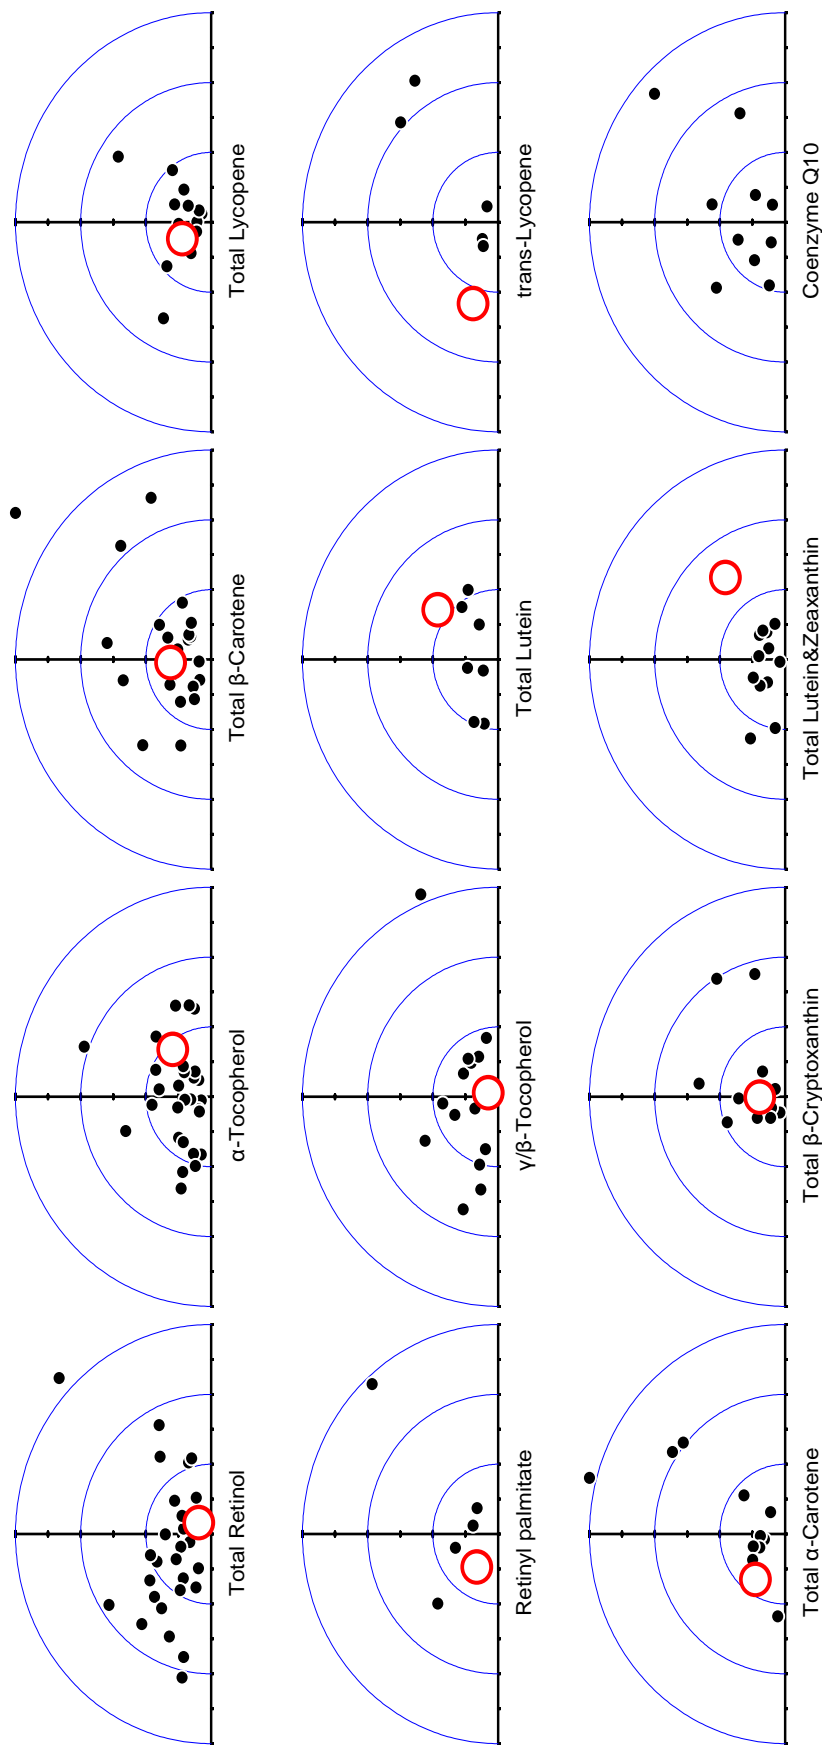 Total Retinol
α-Tocopherol
Total β-Carotene
Total Lycopene
Retinyl palmitate
γ/β-Tocopherol
Total Lutein
trans-Lycopene
Total α-Carotene
Total β-Cryptoxanthin
Total Lutein&Zeaxanthin
Coenzyme Q10